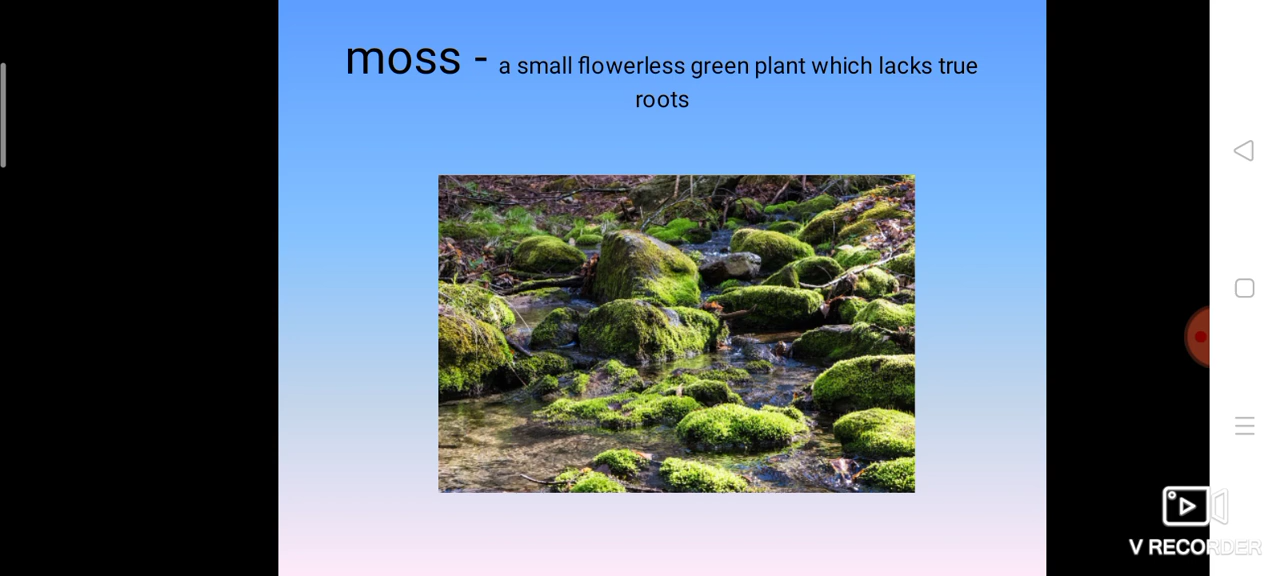 moss - a small flowerless green plant which lacks true
roots
V RECORDER